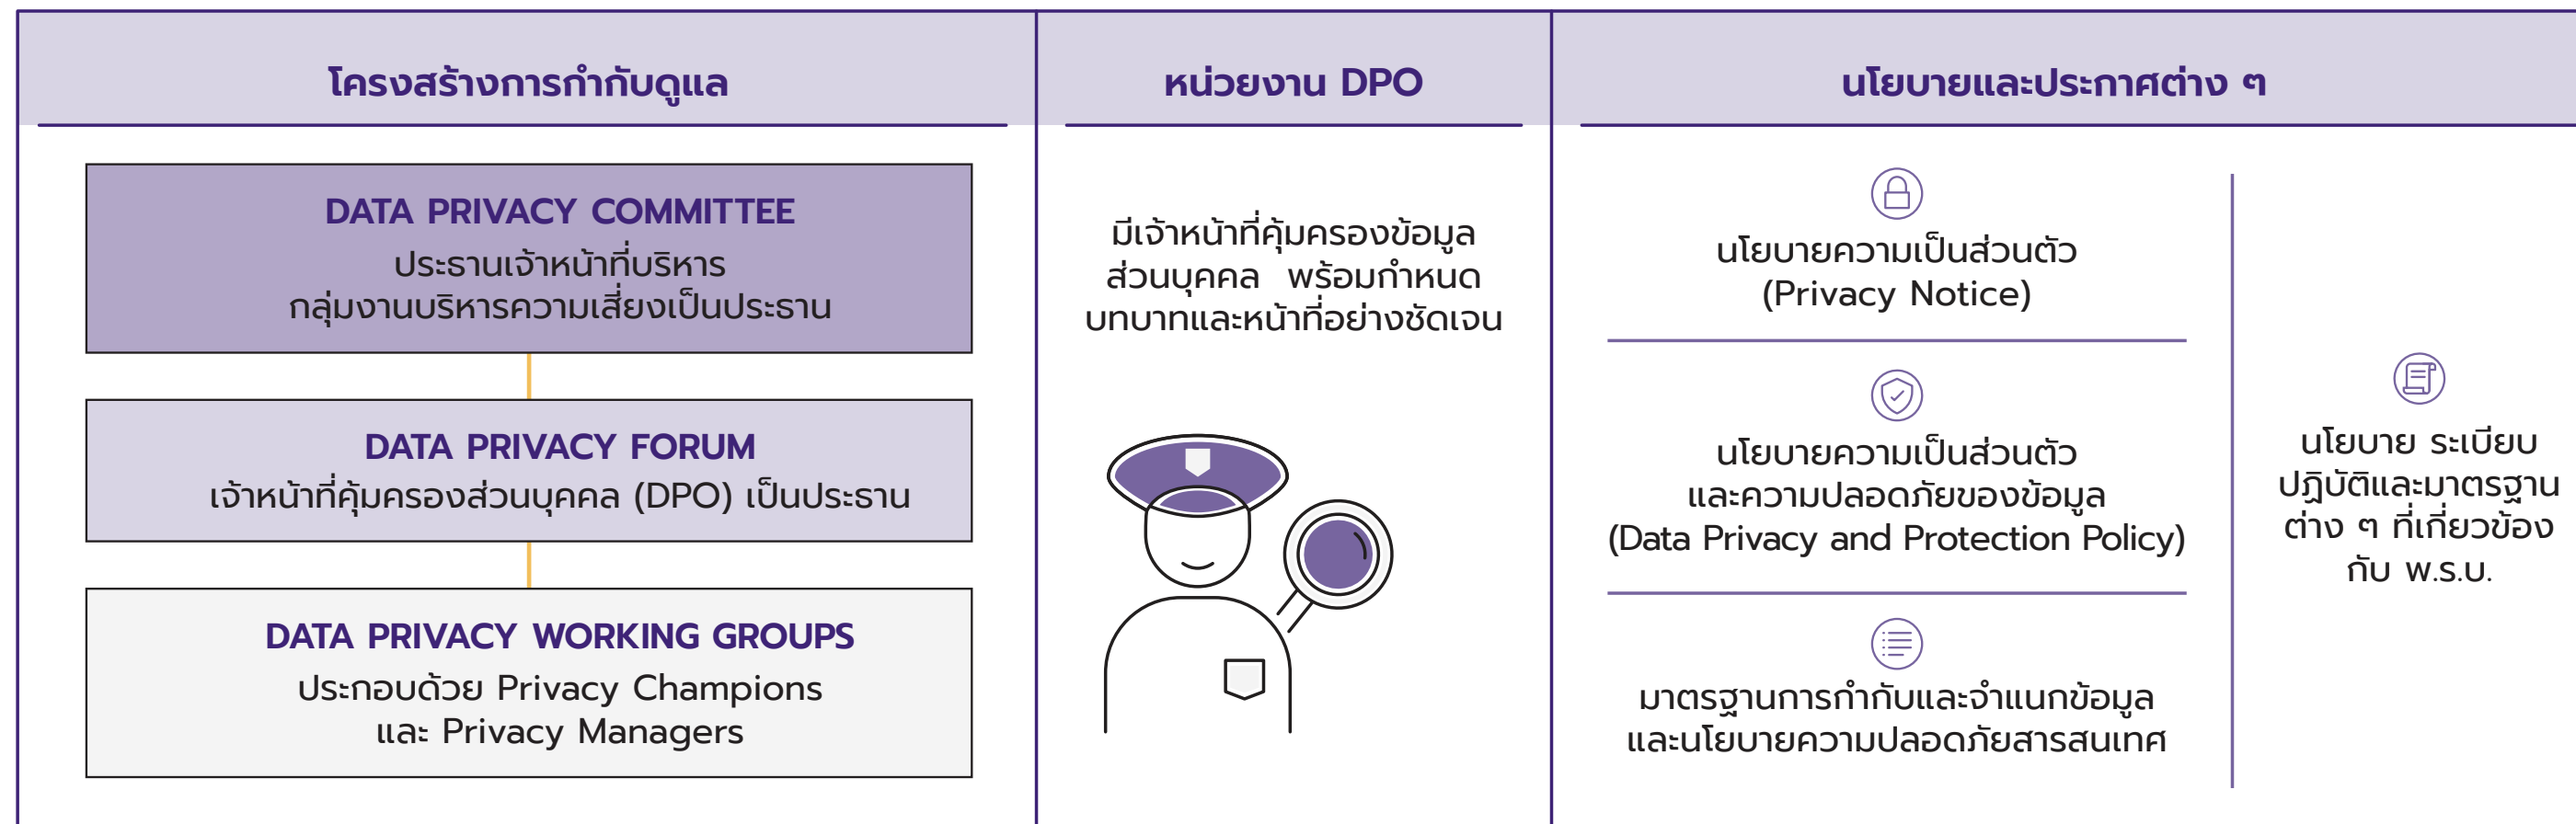 โครงสร้างการกำกับดูแล
DATA PRIVACY COMMITTEE
ประธานเจ้าหน้าที่บริหาร
กลุ่มงานบริหารความเสี่ยงเป็นประธาน
DATA PRIVACY FORUM
เจ้าหน้าที่คุ้มครองส่วนบุคคล (DPO) เป็นประธาน
DATA PRIVACY WORKING GROUPS
ประกอบด้วย Privacy Champions
และ Privacy Managers
หน่วยงาน DPO
มีเจ้าหน้าที่คุ้มครองข้อมูล
ส่วนบุคคล พร้อมกำหนด
บทบาทและหน้าที่อย่างชัดเจน
นโยบายและประกาศต่าง ๆ
นโยบายความเป็นส่วนตัว
(Privacy Notice)
นโยบายความเป็นส่วนตัว
และความปลอดภัยของข้อมูล
(Data Privacy and Protection Policy)
มาตรฐานการกำกับและจำแนกข้อมูล
และนโยบายความปลอดภัยสารสนเทศ
นโยบาย ระเบียบ
ปฏิบัติและมาตรฐาน
ต่าง ๆ ที่เกี่ยวข้อง
กับ พ.ร.บ.